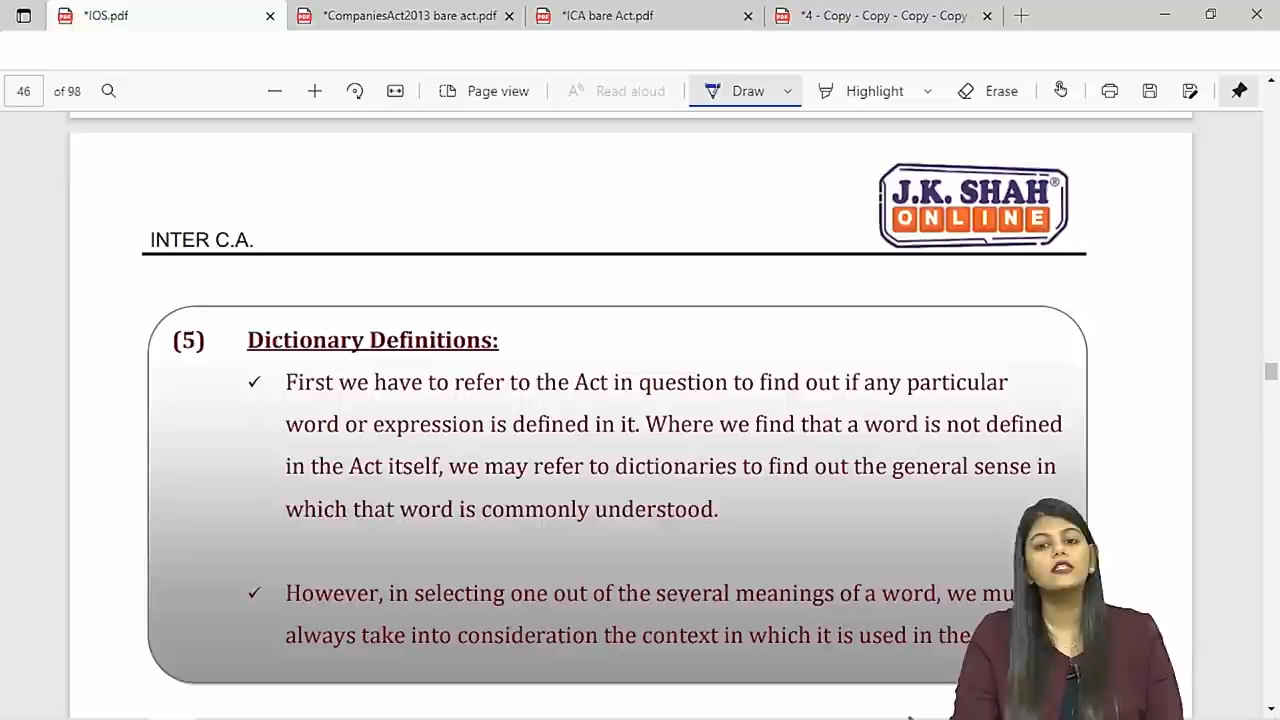 *IOS.pdf
*CompaniesAct2013 bare act.pdf
*ICA bare Act.pdf
*4 - Copy - Copy - Copy - Copy
46 of 98
Page view
Read aloud
Draw
Highlight
Erase
J.K. SHAH®
ONLINE
INTER C.A.
(5) Dictionary Definitions:
✓ First we have to refer to the Act in question to find out if any particular
word or expression is defined in it. Where we find that a word is not defined
in the Act itself, we may refer to dictionaries to find out the general sense in
which that word is commonly understood.
✓ However, in selecting one out of the several meanings of a word, we
always take into consideration the context in which it is used in the